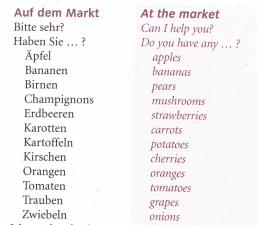 Auf dem Markt
Bitte sehr?
Haben Sie … ?
Äpfel
Bananen
Birnen
Champignons
Erdbeeren
Karotten
Kartoffeln
Kirschen
Orangen
Tomaten
Trauben
Zwiebeln
At the market
Can I help you?
Do you have any … ?
apples
bananas
pears
mushrooms
strawberries
carrots
potatoes
cherries
oranges
tomatoes
grapes
onions